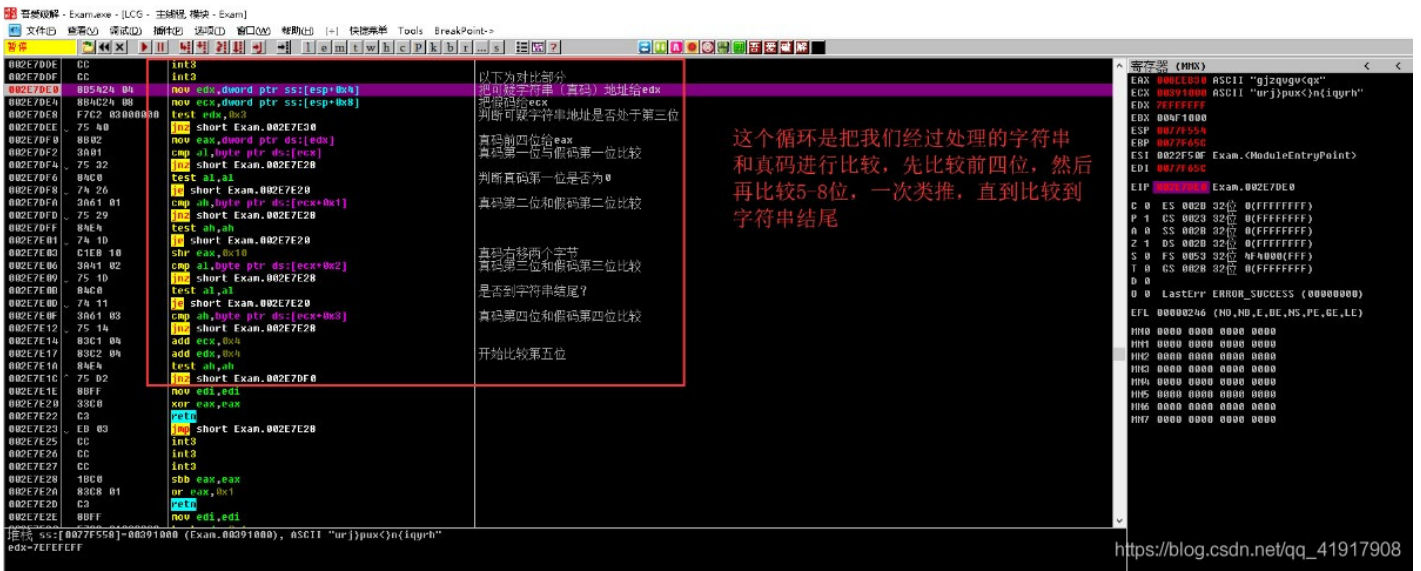 吾爱破解 - Exam.exe - [LCG - 主线程, 模块 - Exam]
文件(F) 查看(V) 调试(D) 插件(P) 选项(T) 窗口(W) 帮助(H) [+] 快捷菜单 Tools BreakPoint->
暂停 l e m t w h c P k b r ... s
002E7DDE CC int3
002E7DDF CC int3 以下为对比部分
002E7DE0 8B5424 04 mov edx,dword ptr ss:[esp+0x4] 把可疑字符串（真码）地址给edx
002E7DE4 8B4C24 08 mov ecx,dword ptr ss:[esp+0x8] 把假码给ecx
002E7DE8 F7C2 03000000 test edx,0x3 判断可疑字符串地址是否处于第三位
002E7DEE 75 40 jnz short Exam.002E7E30
002E7DF0 8B02 mov eax,dword ptr ds:[edx] 真码前四位给eax
002E7DF2 3A01 cmp al,byte ptr ds:[ecx] 真码第一位与假码第一位比较
002E7DF4 75 32 jnz short Exam.002E7E28
002E7DF6 84C0 test al,al 判断真码第一位是否为0
002E7DF8 74 26 je short Exam.002E7E20
002E7DFA 3A61 01 cmp ah,byte ptr ds:[ecx+0x1] 真码第二位和假码第二位比较
002E7DFD 75 29 jnz short Exam.002E7E28
002E7DFF 84E4 test ah,ah
002E7E01 74 1D je short Exam.002E7E20
002E7E03 C1E8 10 shr eax,0x10 真码右移两个字节
002E7E06 3A41 02 cmp al,byte ptr ds:[ecx+0x2] 真码第三位和假码第三位比较
002E7E09 75 1D jnz short Exam.002E7E28
002E7E0B 84C0 test al,al 是否到字符串结尾?
002E7E0D 74 11 je short Exam.002E7E20
002E7E0F 3A61 03 cmp ah,byte ptr ds:[ecx+0x3] 真码第四位和假码第四位比较
002E7E12 75 14 jnz short Exam.002E7E28
002E7E14 83C1 04 add ecx,0x4
002E7E17 83C2 04 add edx,0x4 开始比较第五位
002E7E1A 84E4 test ah,ah
002E7E1C 75 D2 jnz short Exam.002E7DF0
002E7E1E 8BFF mov edi,edi
002E7E20 33C0 xor eax,eax
002E7E22 C3 retn
002E7E23 EB 03 jmp short Exam.002E7E28
002E7E25 CC int3
002E7E26 CC int3
002E7E27 CC int3
002E7E28 1BC0 sbb eax,eax
002E7E2A 83C8 01 or eax,0x1
002E7E2D C3 retn
002E7E2E 8BFF mov edi,edi
这个循环是把我们经过处理的字符串
和真码进行比较，先比较前四位，然后
再比较5-8位，一次类推，直到比较到
字符串结尾
寄存器 (MMX) < <
EAX ASCII "gjzqvgv<qx"
ECX 00391000 ASCII "urj}pux<}n{iqyrh"
EDX 7EFEFEFF
EBX 004F1000
ESP 0077F554
EBP 0077F65C
ESI 0022F50F Exam.<ModuleEntryPoint>
EDI 0077F65C
EIP 002E7DE0 Exam.002E7DE0
C 0 ES 002B 32位 0(FFFFFFFF)
P 1 CS 0023 32位 0(FFFFFFFF)
A 0 SS 002B 32位 0(FFFFFFFF)
Z 1 DS 002B 32位 0(FFFFFFFF)
S 0 FS 0053 32位 4F4000(FFF)
T 0 GS 002B 32位 0(FFFFFFFF)
D 0
O 0 LastErr ERROR_SUCCESS (00000000)
EFL 00000246 (NO,NB,E,BE,NS,PE,GE,LE)
MM0 0000 0000 0000 0000
MM1 0000 0000 0000 0000
MM2 0000 0000 0000 0000
MM3 0000 0000 0000 0000
MM4 0000 0000 0000 0000
MM5 0000 0000 0000 0000
MM6 0000 0000 0000 0000
MM7 0000 0000 0000 0000
堆栈 ss:[0077F558]=00391000 (Exam.00391000), ASCII "urj}pux<}n{iqyrh"
edx=7EFEFEFF
https://blog.csdn.net/qq_41917908